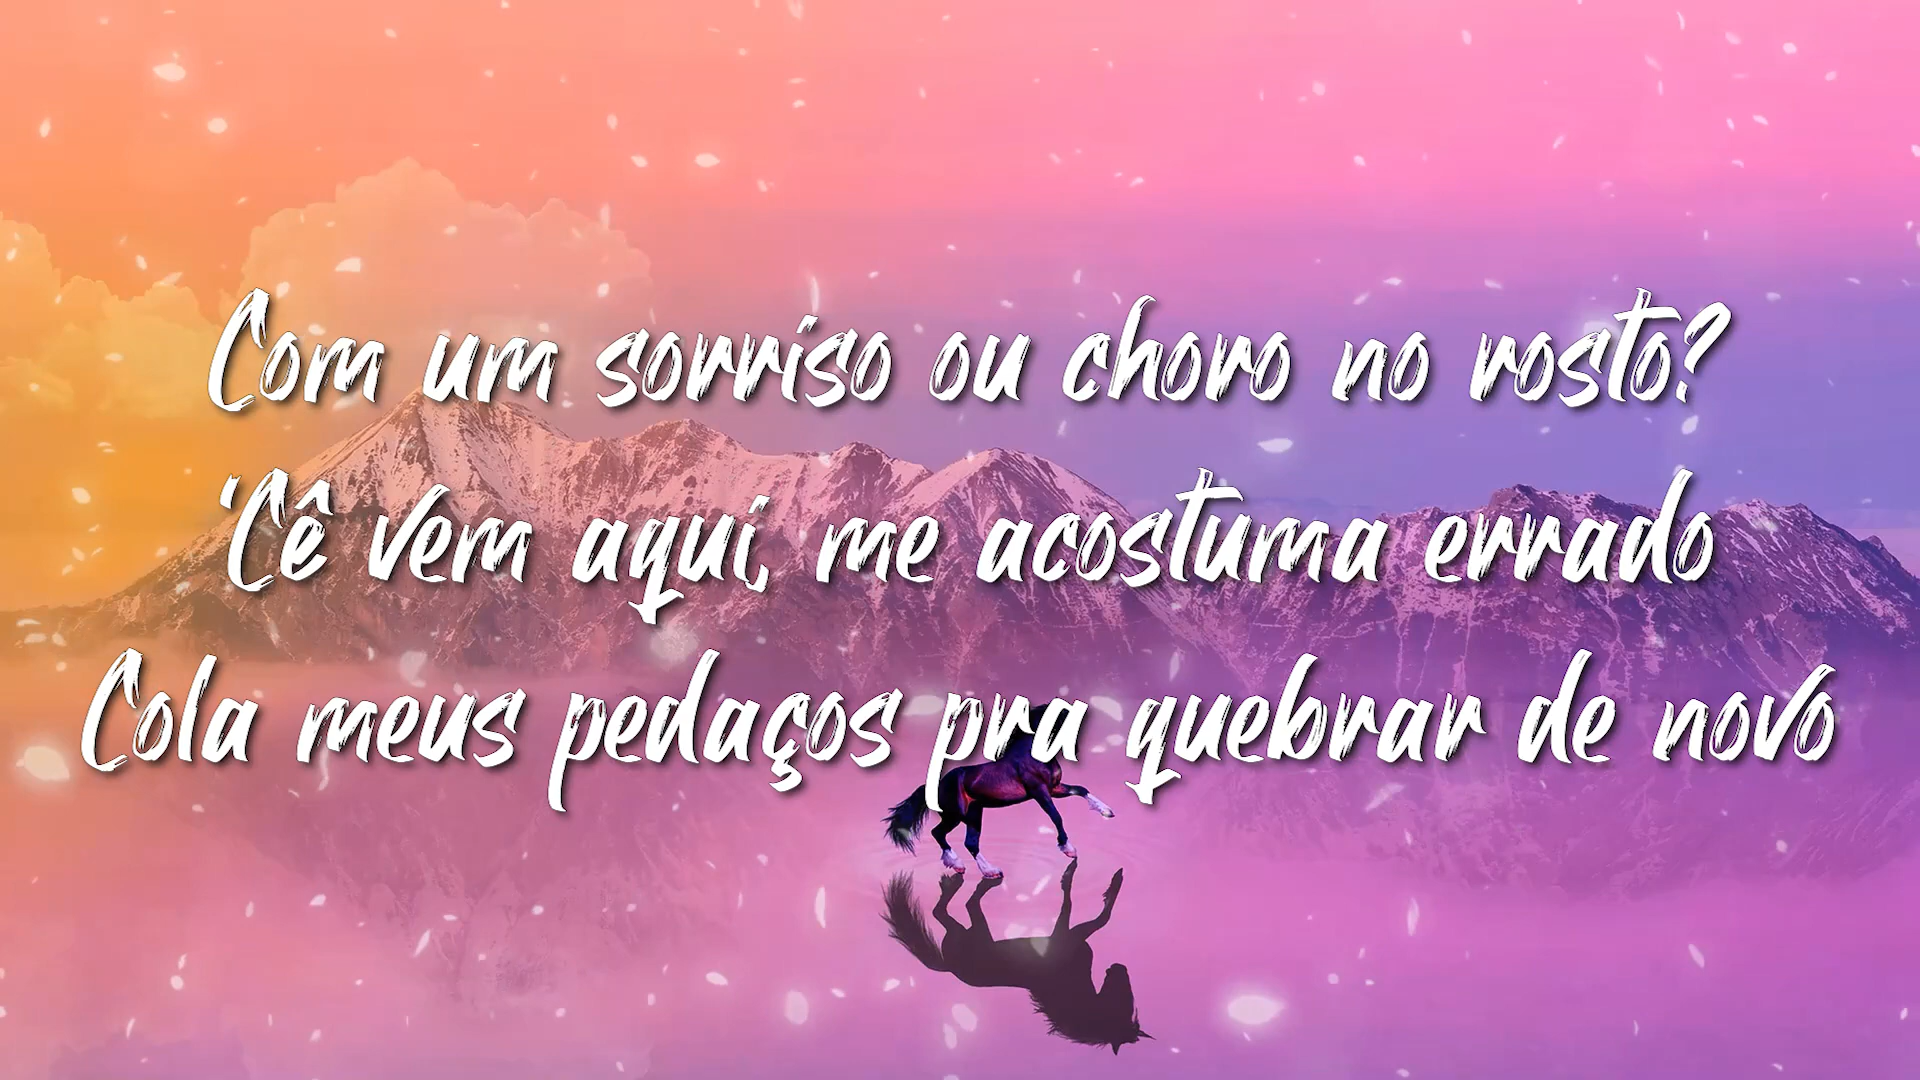 Com um sorriso ou choro no rosto?
'Cê vem aqui, me acostuma errado
Cola meus pedaços pra quebrar de novo